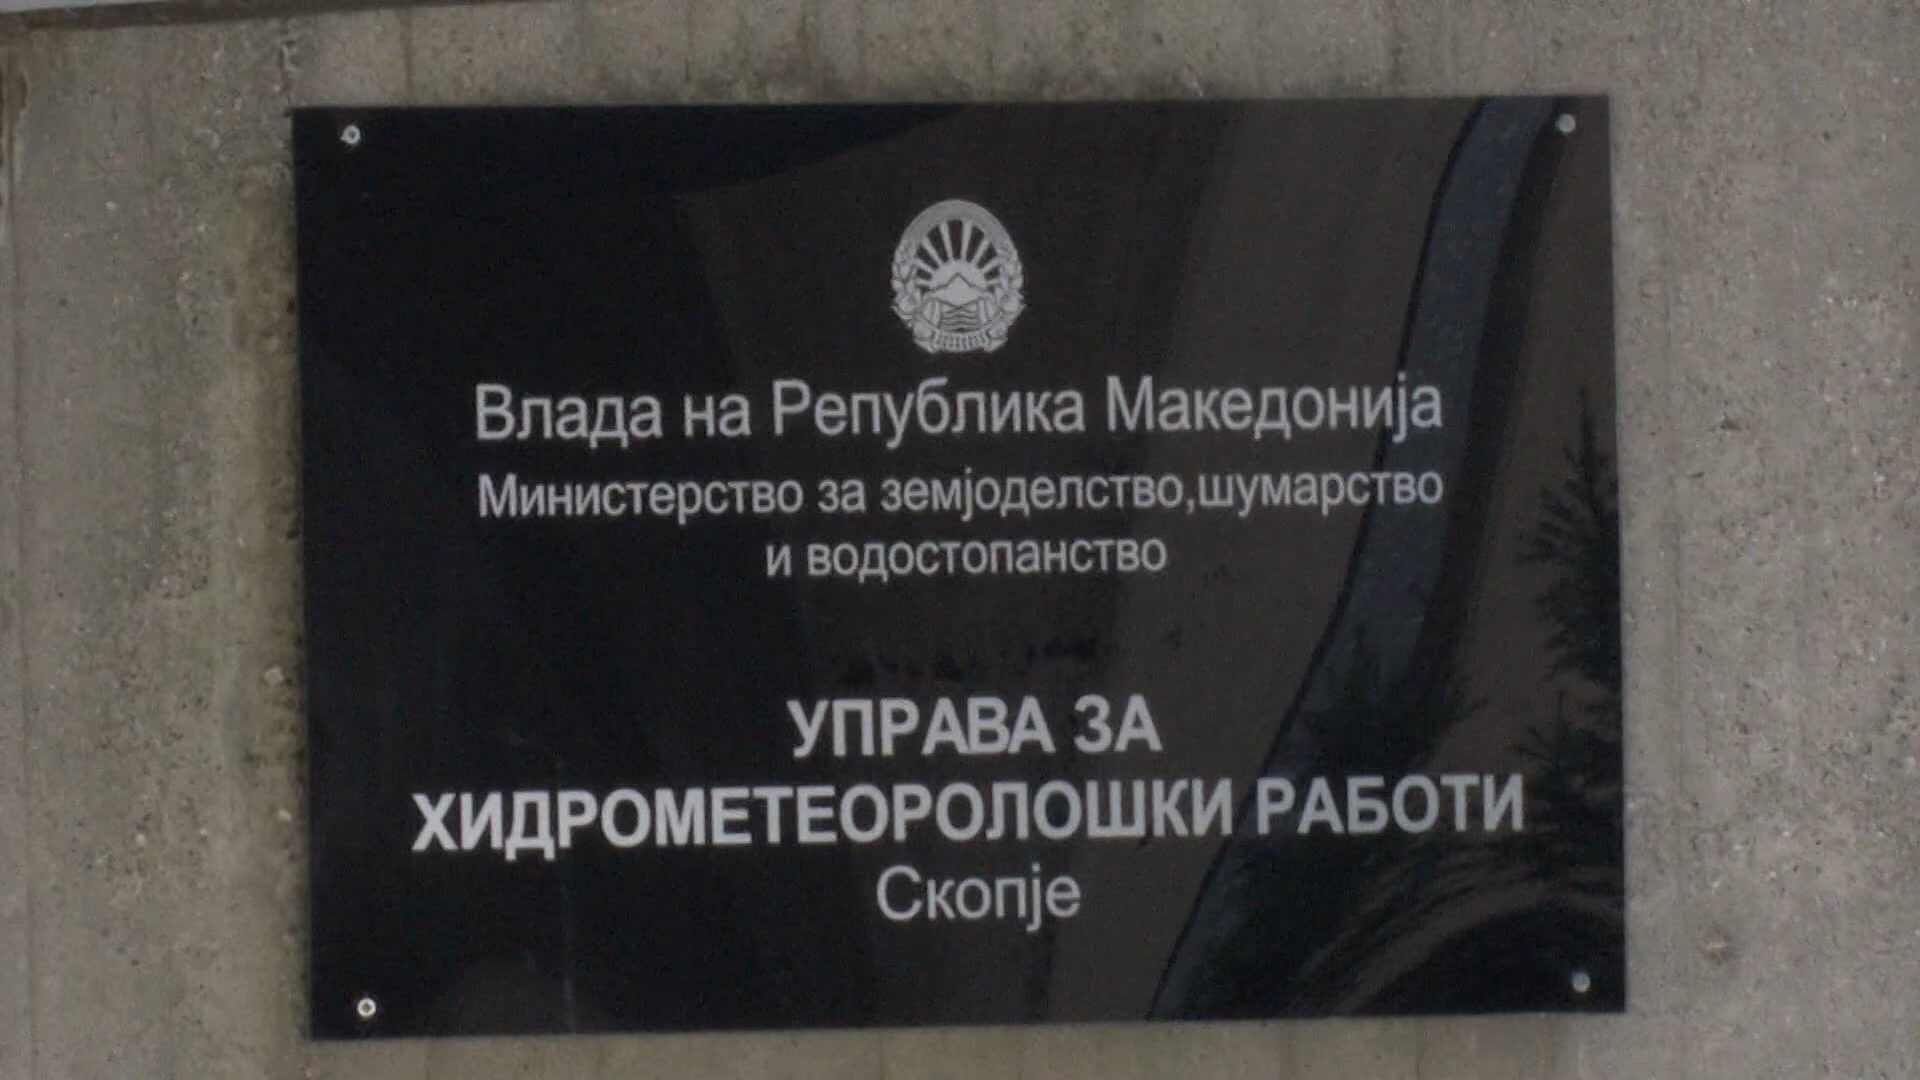 Влада на Република Македонија
Министерство за земјоделство,шумарство
и водостопанство
УПРАВА ЗА
ХИДРОМЕТЕОРОЛОШКИ РАБОТИ
Скопје